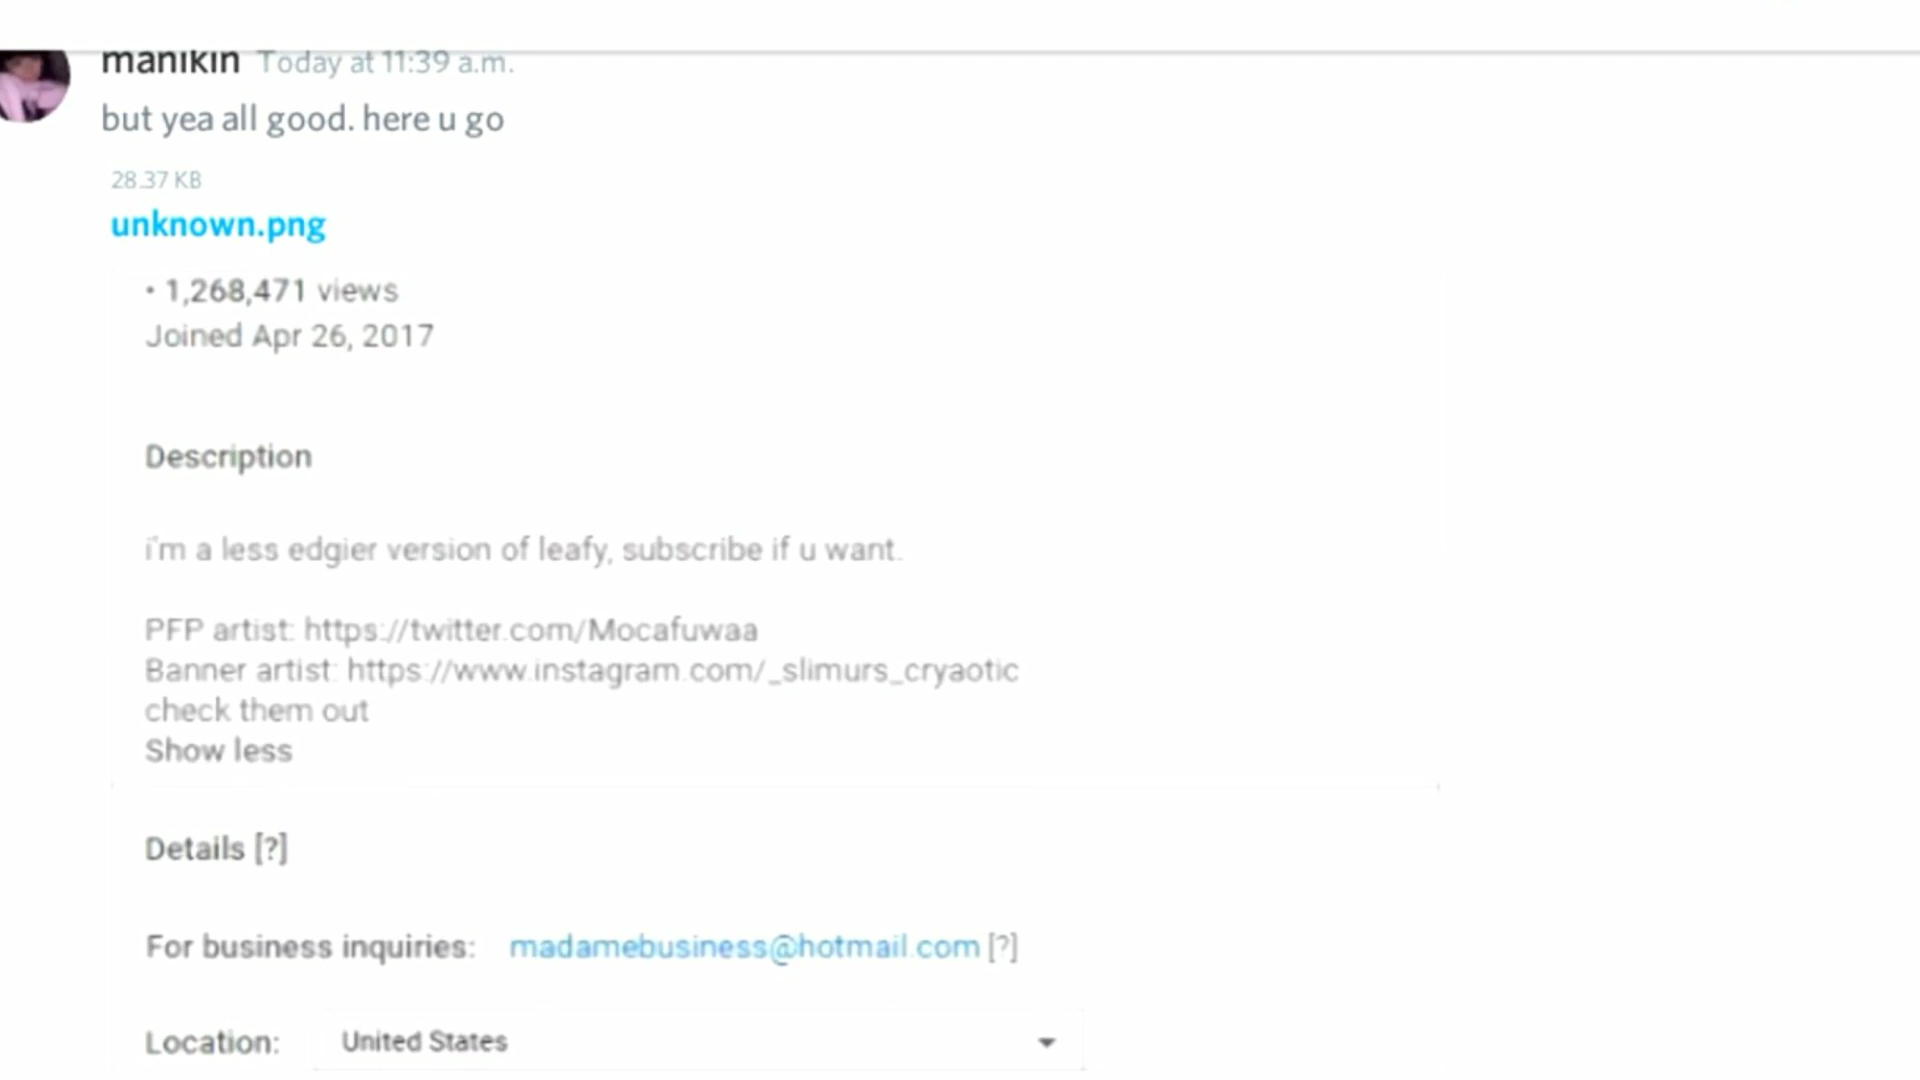 manikin Today at 11:39 a.m.
but yea all good. here u go
28.37 KB
unknown.png
• 1,268,471 views
Joined Apr 26, 2017
Description
i'm a less edgier version of leafy, subscribe if u want.
PFP artist: https://twitter.com/Mocafuwaa
Banner artist: https://www.instagram.com/_slimurs_cryaotic
check them out
Show less
Details [?]
For business inquiries: madamebusiness@hotmail.com [?]
Location: United States